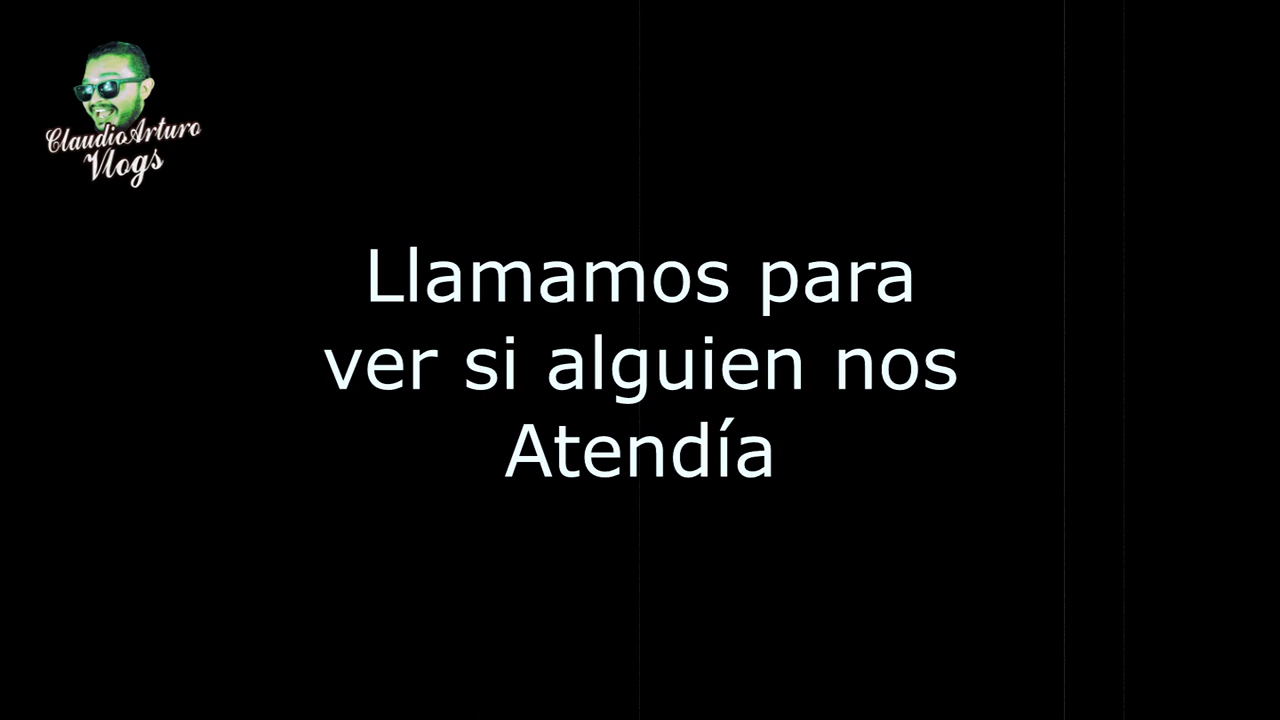 ClaudioArturo
Vlogs
Llamamos para
ver si alguien nos
Atendía